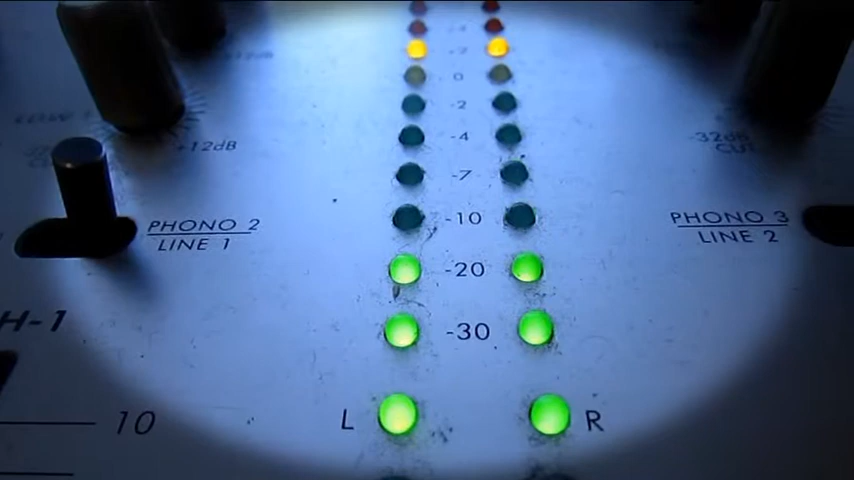 0
-2
-4
+12dB
-32dB
CUT
-7
-10
PHONO 2
LINE 1
PHONO 3
LINE 2
-20
H-1
-30
10
L
R